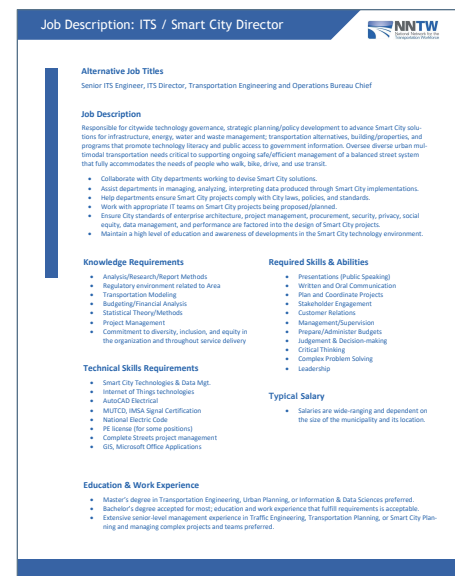 Job Description: ITS / Smart City Director
NNTW
National Network for the
Transportation Workforce
Alternative Job Titles
Senior ITS Engineer, ITS Director, Transportation Engineering and Operations Bureau Chief
Job Description
Responsible for citywide technology governance, strategic planning/policy development to advance Smart City solu-
tions for infrastructure, energy, water and waste management; transportation alternatives, building/properties, and
programs that promote technology literacy and public access to government information. Oversee diverse urban mul-
timodal transportation needs critical to supporting ongoing safe/efficient management of a balanced street system
that fully accommodates the needs of people who walk, bike, drive, and use transit.
• Collaborate with City departments working to devise Smart City solutions.
• Assist departments in managing, analyzing, interpreting data produced through Smart City implementations.
• Help departments ensure Smart City projects comply with City laws, policies, and standards.
• Work with appropriate IT teams on Smart City projects being proposed/planned.
• Ensure City standards of enterprise architecture, project management, procurement, security, privacy, social
equity, data management, and performance are factored into the design of Smart City projects.
• Maintain a high level of education and awareness of developments in the Smart City technology environment.
Knowledge Requirements
• Analysis/Research/Report Methods
• Regulatory environment related to Area
• Transportation Modeling
• Budgeting/Financial Analysis
• Statistical Theory/Methods
• Project Management
• Commitment to diversity, inclusion, and equity in
the organization and throughout service delivery
Required Skills & Abilities
• Presentations (Public Speaking)
• Written and Oral Communication
• Plan and Coordinate Projects
• Stakeholder Engagement
• Customer Relations
• Management/Supervision
• Prepare/Administer Budgets
• Judgement & Decision-making
• Critical Thinking
• Complex Problem Solving
• Leadership
Technical Skills Requirements
• Smart City Technologies & Data Mgt.
• Internet of Things technologies
• AutoCAD Electrical
• MUTCD, IMSA Signal Certification
• National Electric Code
• PE license (for some positions)
• Complete Streets project management
• GIS, Microsoft Office Applications
Typical Salary
• Salaries are wide-ranging and dependent on
the size of the municipality and its location.
Education & Work Experience
• Master's degree in Transportation Engineering, Urban Planning, or Information & Data Sciences preferred.
• Bachelor's degree accepted for most; education and work experience that fulfill requirements is acceptable.
• Extensive senior-level management experience in Traffic Engineering, Transportation Planning, or Smart City Plan-
ning and managing complex projects and teams preferred.